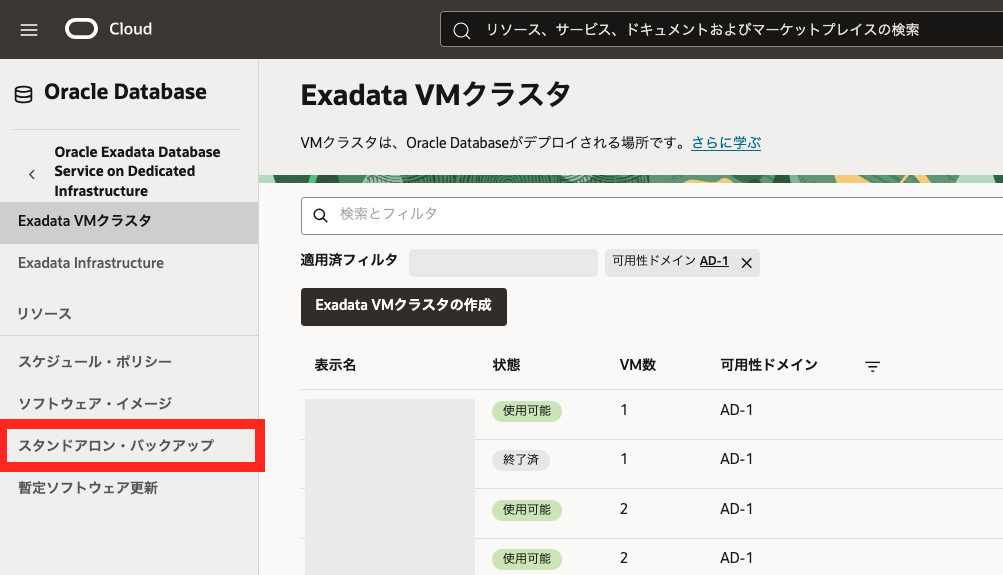 Cloud
リソース、サービス、ドキュメントおよびマーケットプレイスの検索
Oracle Database
Oracle Exadata Database
Service on Dedicated
Infrastructure
Exadata VMクラスタ
Exadata Infrastructure
リソース
スケジュール・ポリシー
ソフトウェア・イメージ
スタンドアロン・バックアップ
暫定ソフトウェア更新
Exadata VMクラスタ
VMクラスタは、Oracle Databaseがデプロイされる場所です。さらに学ぶ
検索とフィルタ
適用済フィルタ 可用性ドメイン AD-1
Exadata VMクラスタの作成
表示名 状態 VM数 可用性ドメイン
使用可能 1 AD-1
終了済 1 AD-1
使用可能 2 AD-1
使用可能 2 AD-1